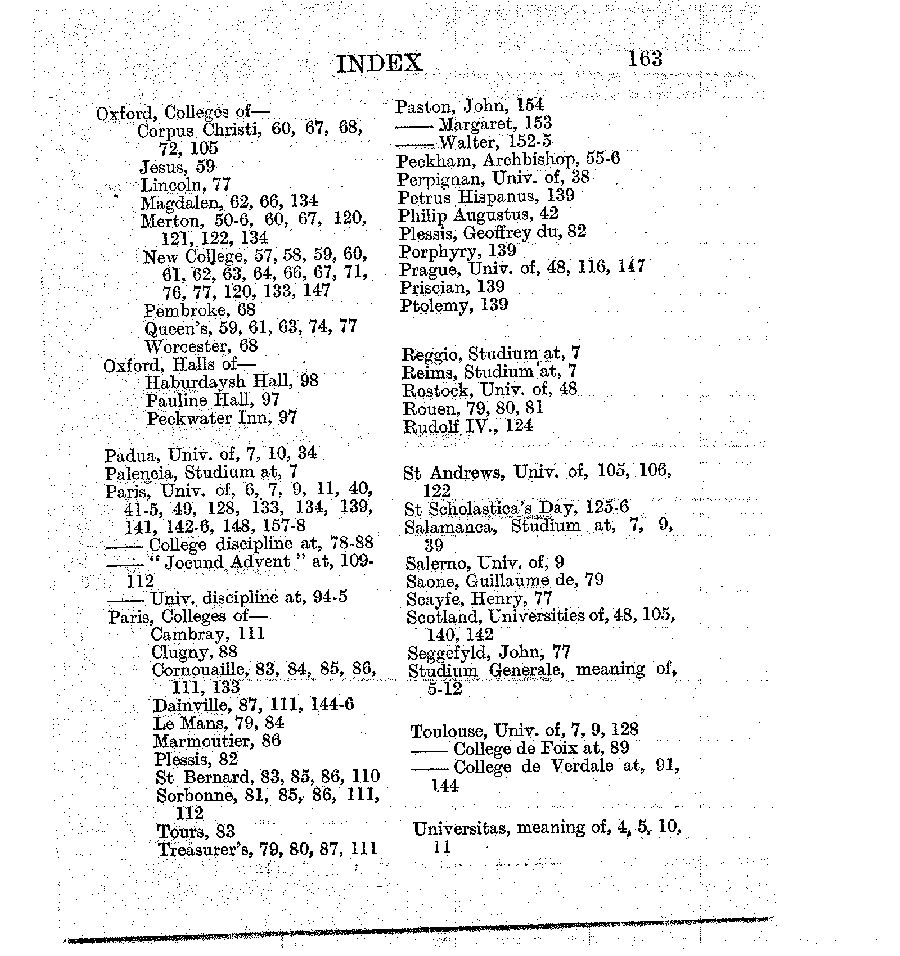 INDEX 163
Oxford, Colleges of—
Corpus Christi, 60, 67, 68,
72, 105
Jesus, 59
Lincoln, 77
Magdalen, 62, 66, 134
Merton, 50-6, 60, 67, 120,
121, 122, 134
New College, 57, 58, 59, 60,
61, 62, 63, 64, 66, 67, 71,
76, 77, 120, 133, 147
Pembroke, 68
Queen's, 59, 61, 63, 74, 77
Worcester, 68
Oxford, Halls of—
Haburdaysh Hall, 98
Pauline Hall, 97
Peckwater Inn, 97
Padua, Univ. of, 7, 10, 34
Palencia, Studium at, 7
Paris, Univ. of, 6, 7, 9, 11, 40,
41-5, 49, 128, 133, 134, 139,
141, 142-6, 148, 157-8
—— College discipline at, 78-88
—— "Jocund Advent" at, 109-
112
—— Univ. discipline at, 94-5
Paris, Colleges of—
Cambray, 111
Clugny, 88
Cornouaille, 83, 84, 85, 86,
111, 133
Dainville, 87, 111, 144-6
Le Mans, 79, 84
Marmoutier, 86
Plessis, 82
St Bernard, 83, 85, 86, 110
Sorbonne, 81, 85, 86, 111,
112
Tours, 83
Treasurer's, 79, 80, 87, 111
Paston, John, 154
—— Margaret, 153
—— Walter, 152-5
Peckham, Archbishop, 55-6
Perpignan, Univ. of, 38
Petrus Hispanus, 139
Philip Augustus, 42
Plessis, Geoffrey du, 82
Porphyry, 139
Prague, Univ. of, 48, 116, 147
Priscian, 139
Ptolemy, 139
Reggio, Studium at, 7
Reims, Studium at, 7
Rostock, Univ. of, 48
Rouen, 79, 80, 81
Rudolf IV., 124
St Andrews, Univ. of, 105, 106,
122
St Scholastica's Day, 125-6
Salamanca, Studium at, 7, 9,
39
Salerno, Univ. of, 9
Saone, Guillaume de, 79
Scayfe, Henry, 77
Scotland, Universities of, 48, 105,
140, 142
Seggefyld, John, 77
Studium Generale, meaning of,
5-12
Toulouse, Univ. of, 7, 9, 128
—— College de Foix at, 89
—— College de Verdale at, 91,
144
Universitas, meaning of, 4, 5, 10,
11